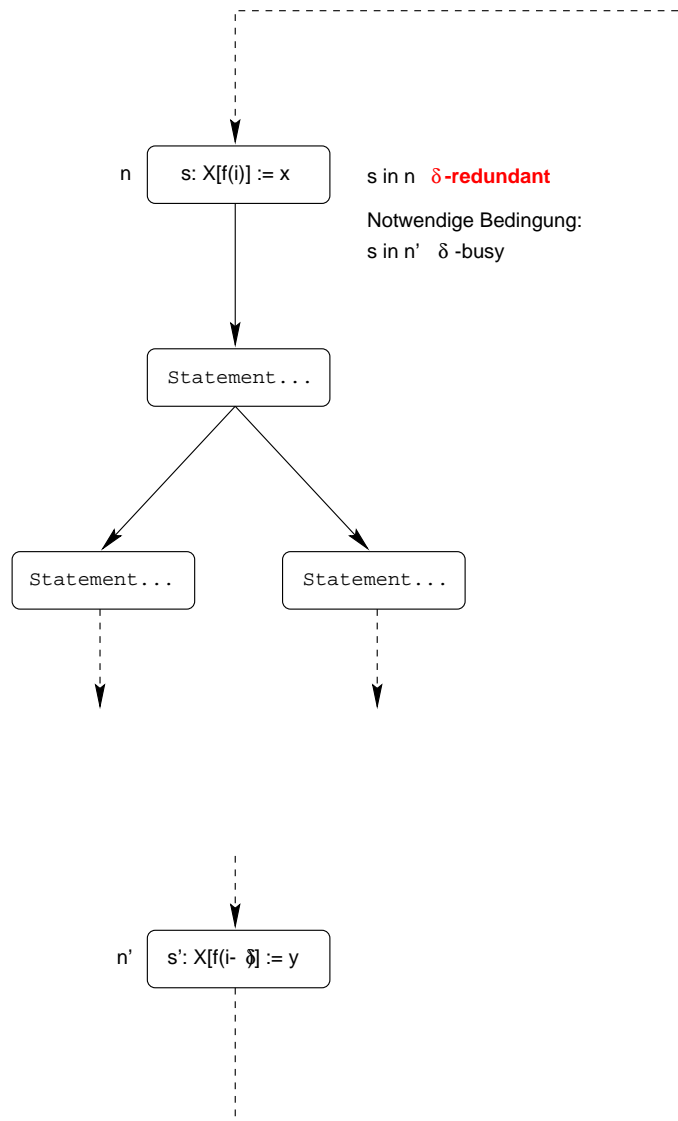 n
s: X[f(i)] := x
s in n δ-redundant
Notwendige Bedingung:
s in n' δ -busy
Statement...
Statement... Statement...
n'
s': X[f(i- δ)] := y